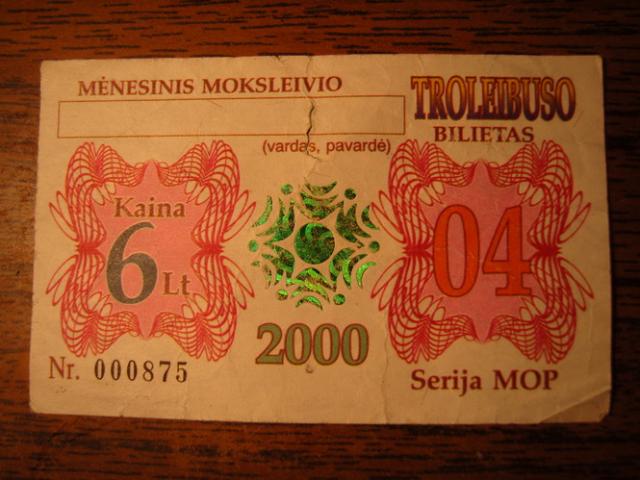 MĖNESINIS MOKSLEIVIO
TROLEIBUSO
BILIETAS
(vardas, pavardė)
Kaina
6 Lt
04
2000
Nr. 000875
Serija MOP